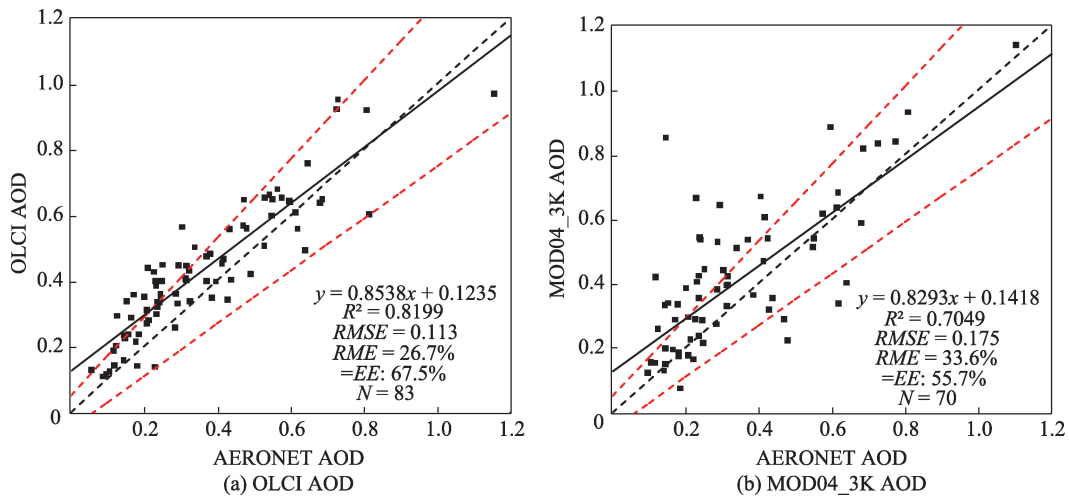 1.2
1.0
0.8
0.6
0.4
0.2
0
OLCI AOD
y = 0.8538x + 0.1235
R² = 0.8199
RMSE = 0.113
RME = 26.7%
=EE: 67.5%
N = 83
0.2 0.4 0.6 0.8 1.0 1.2
AERONET AOD
(a) OLCI AOD
1.2
1.0
0.8
0.6
0.4
0.2
0
MOD04_3K AOD
y = 0.8293x + 0.1418
R² = 0.7049
RMSE = 0.175
RME = 33.6%
=EE: 55.7%
N = 70
0.2 0.4 0.6 0.8 1.0 1.2
AERONET AOD
(b) MOD04_3K AOD